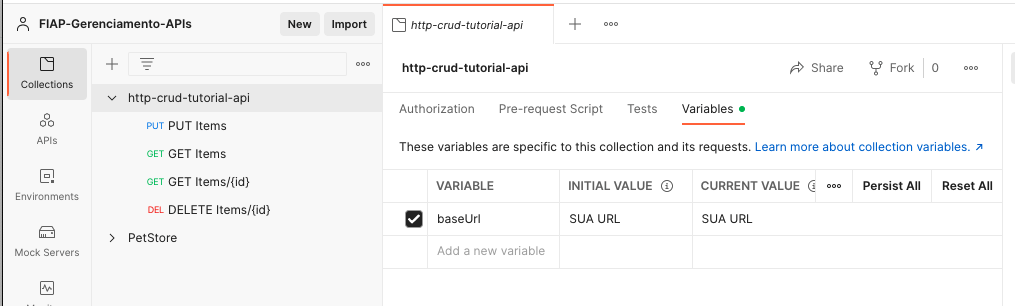 FIAP-Gerenciamento-APIs
New
Import
http-crud-tutorial-api
Collections
APIs
Environments
Mock Servers
http-crud-tutorial-api
PUT PUT Items
GET GET Items
GET GET Items/{id}
DEL DELETE Items/{id}
PetStore
http-crud-tutorial-api
Share
Fork
0
Authorization
Pre-request Script
Tests
Variables
These variables are specific to this collection and its requests. Learn more about collection variables. ↗
VARIABLE
INITIAL VALUE
CURRENT VALUE
Persist All
Reset All
baseUrl
SUA URL
SUA URL
Add a new variable